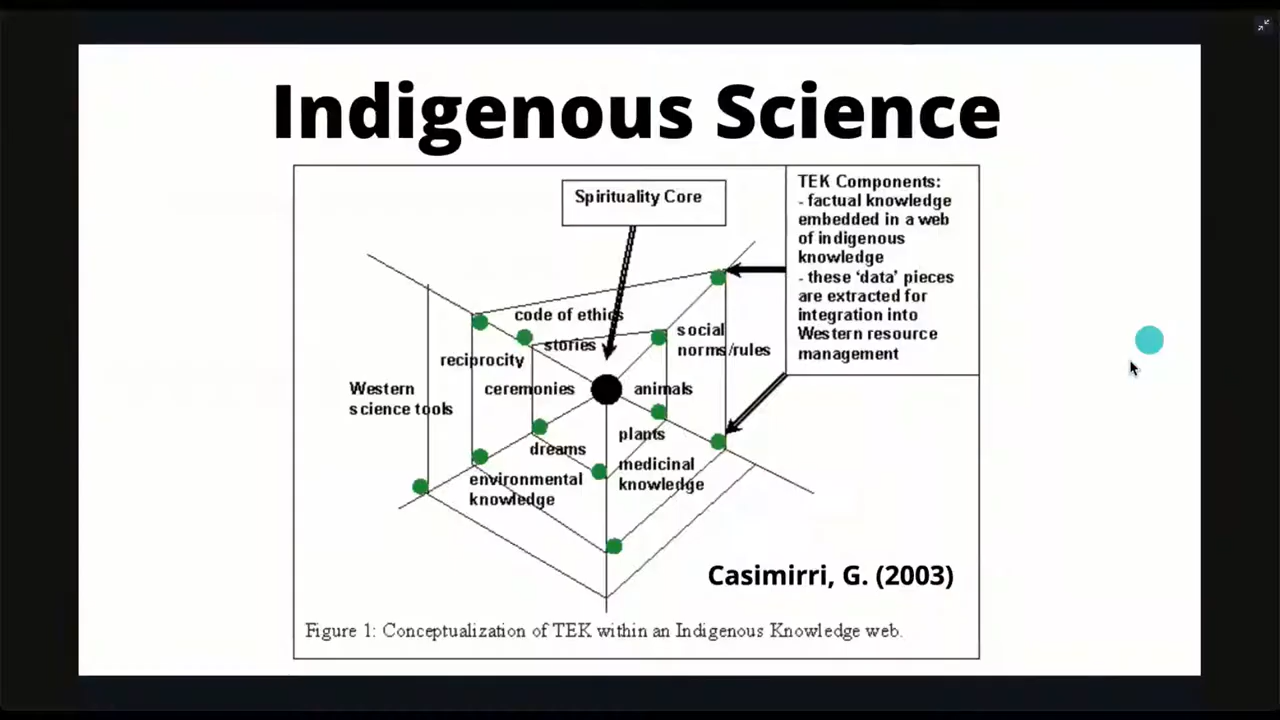 Indigenous Science
Spirituality Core
TEK Components:
- factual knowledge
embedded in a web
of indigenous
knowledge
- these ‘data’ pieces
are extracted for
integration into
Western resource
management
code of ethics
stories
social
norms/rules
reciprocity
ceremonies
animals
Western
science tools
plants
dreams
medicinal
knowledge
environmental
knowledge
Casimirri, G. (2003)
Figure 1: Conceptualization of TEK within an Indigenous Knowledge web.